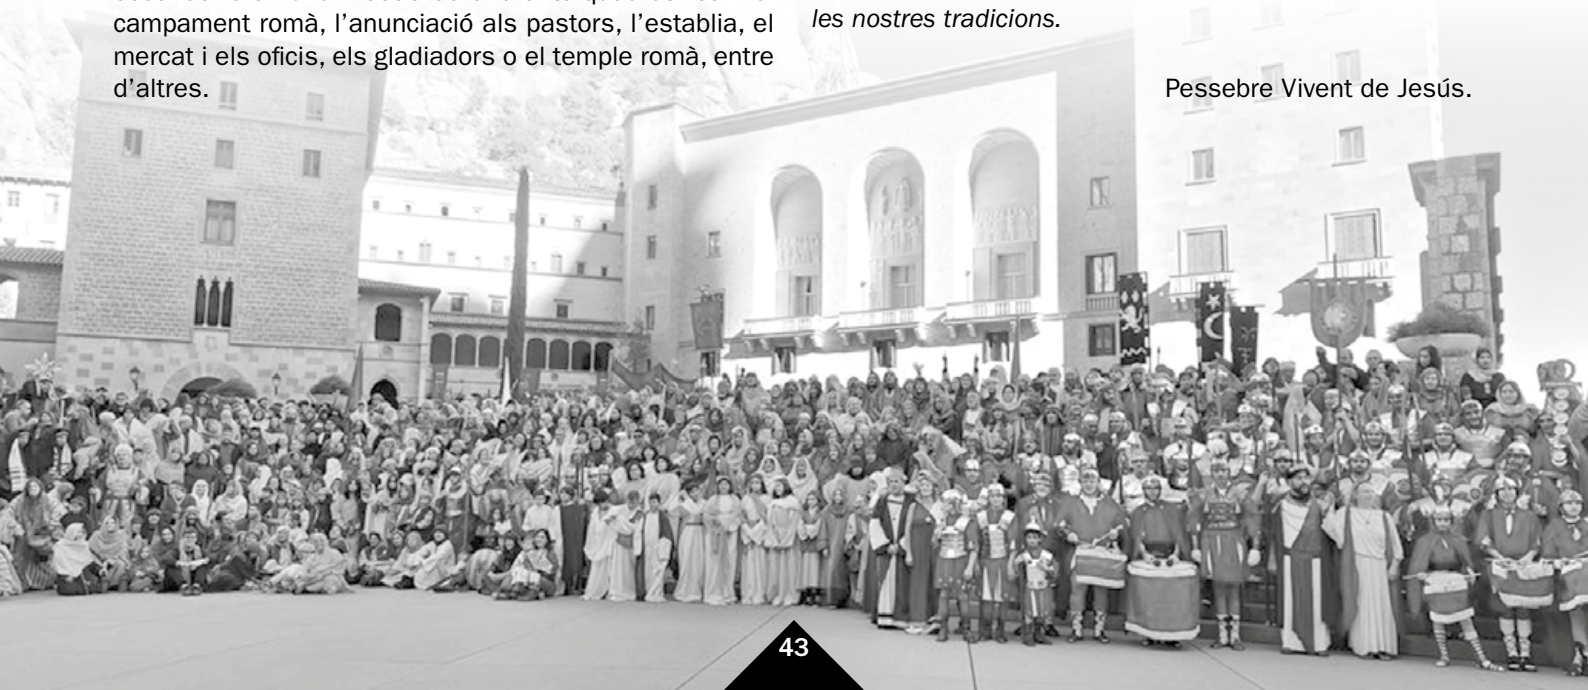 campament romà, l’anunciació als pastors, l’establia, el
mercat i els oficis, els gladiadors o el temple romà, entre
d’altres.
les nostres tradicions.
Pessebre Vivent de Jesús.
43